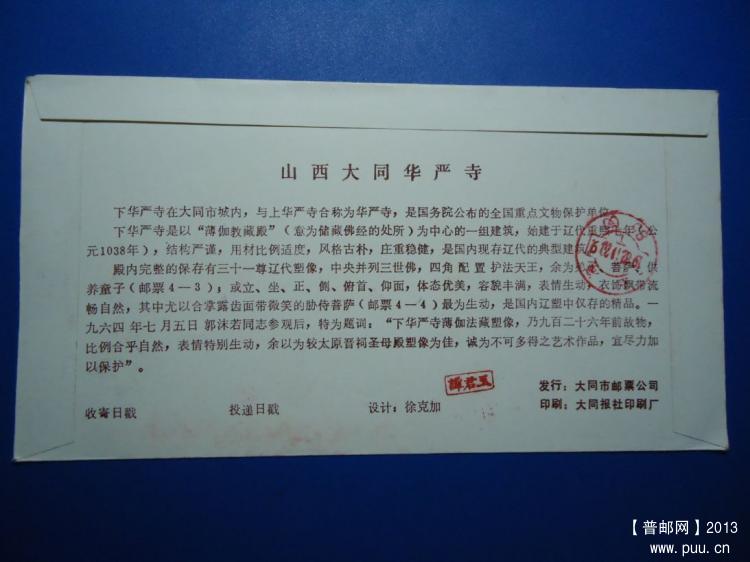 山西大同华严寺
下华严寺在大同市城内，与上华严寺合称为华严寺，是国务院公布的全国重点文物保护单位。
下华严寺是以“薄伽教藏殿”（意为储藏佛经的处所）为中心的一组建筑，始建于辽代重熙七年（公
元1038年），结构严谨，用材比例适度，风格古朴，庄重稳健，是国内现存辽代的典型建筑
殿内完整的保存有三十一尊辽代塑像，中央并列三世佛，四角配置护法天王，余为 、菩萨、供
养童子（邮票4—3）；或立、坐、正、侧、俯首、仰面，体态优美，容貌丰满，表情生动，衣饰飘带流
畅自然，其中尤以合掌露齿面带微笑的胁侍菩萨（邮票4—4）最为生动，是国内辽塑中仅存的精品。一
九六四年七月五日郭沫若同志参观后，特为题词：“下华严寺薄伽法藏塑像，乃九百二十六年前故物，
比例合乎自然，表情特别生动，余以为较太原晋祠圣母殿塑像为佳，诚为不可多得之艺术作品，宜尽力加
以保护”。
收寄日戳 投递日戳 设计：徐克加
发行：大同市邮票公司
印刷：大同报社印刷厂
【普邮网】2013
www.puu.cn